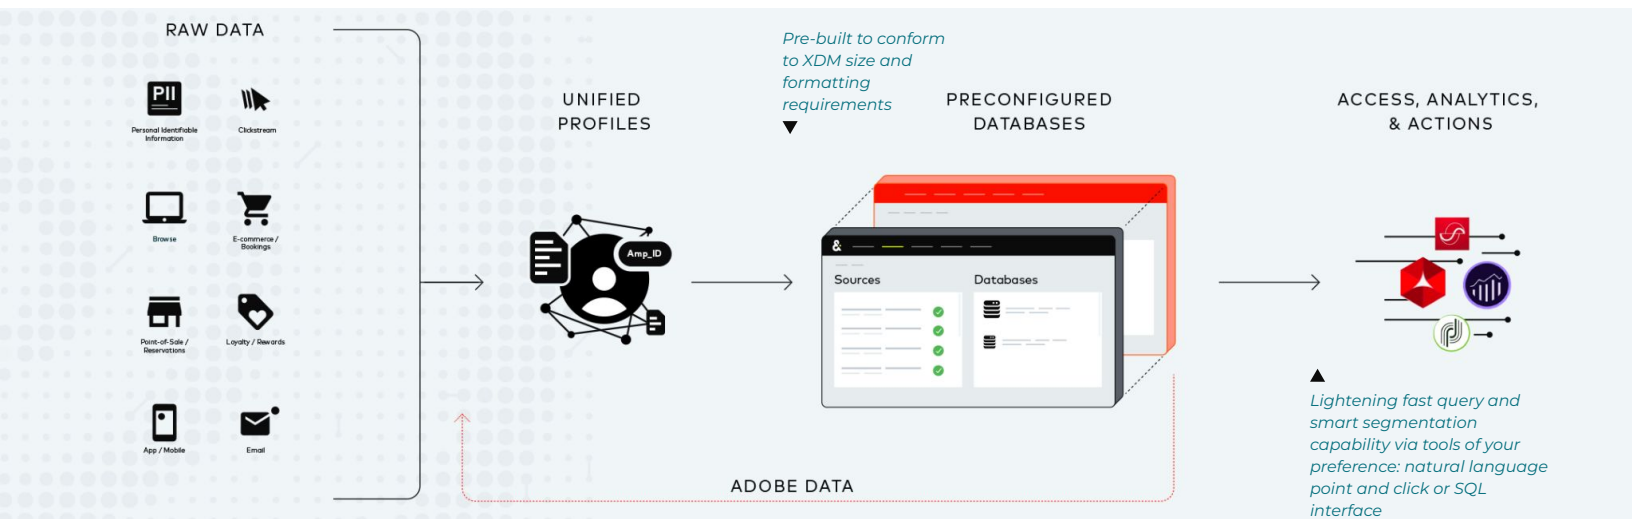 RAW DATA
PII
Personal Identifiable
Information
Clickstream
Browse
E-commerce /
Bookings
Point-of-Sale /
Reservations
Loyalty / Rewards
App / Mobile
Email
UNIFIED
PROFILES
Amp_ID
Pre-built to conform
to XDM size and
formatting
requirements
PRECONFIGURED
DATABASES
&
Sources
Databases
ADOBE DATA
ACCESS, ANALYTICS,
& ACTIONS
Lightening fast query and
smart segmentation
capability via tools of your
preference: natural language
point and click or SQL
interface